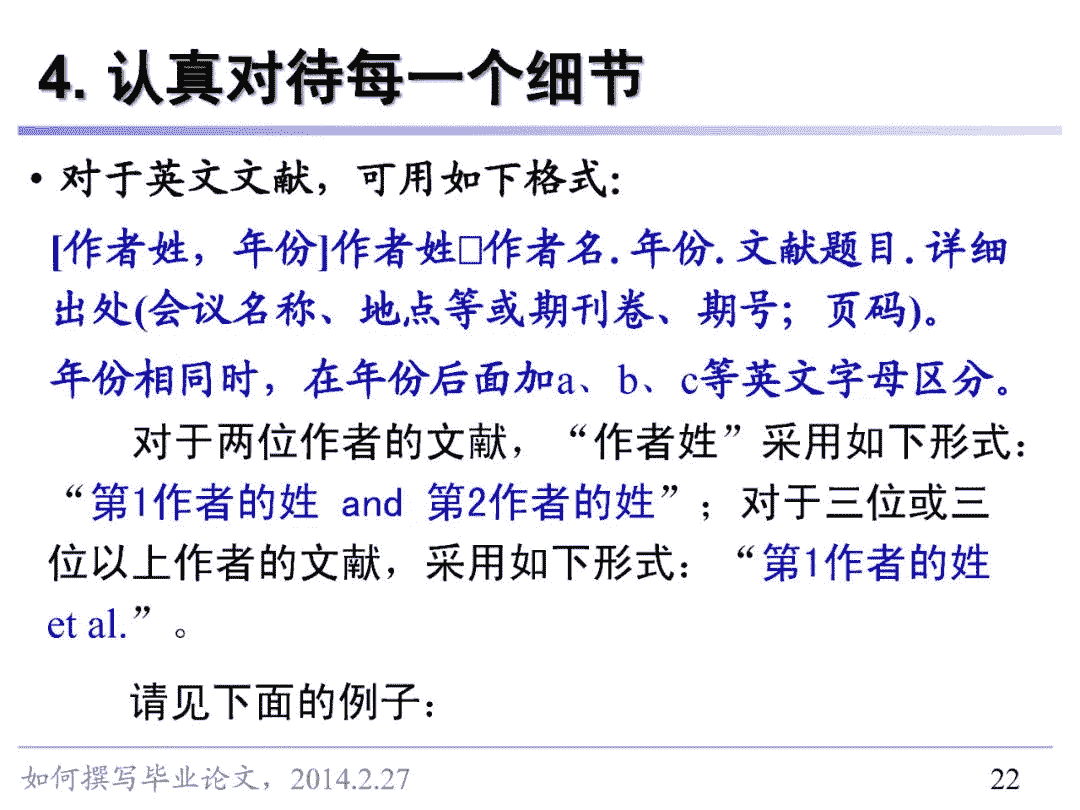 4. 认真对待每一个细节
• 对于英文文献，可用如下格式:
[作者姓，年份]作者姓□作者名. 年份. 文献题目. 详细
出处(会议名称、地点等或期刊卷、期号；页码)。
年份相同时，在年份后面加a、b、c等英文字母区分。
对于两位作者的文献，“作者姓”采用如下形式：
“第1作者的姓 and 第2作者的姓”；对于三位或三
位以上作者的文献，采用如下形式：“第1作者的姓
et al.”。
请见下面的例子：
如何撰写毕业论文，2014.2.27
22